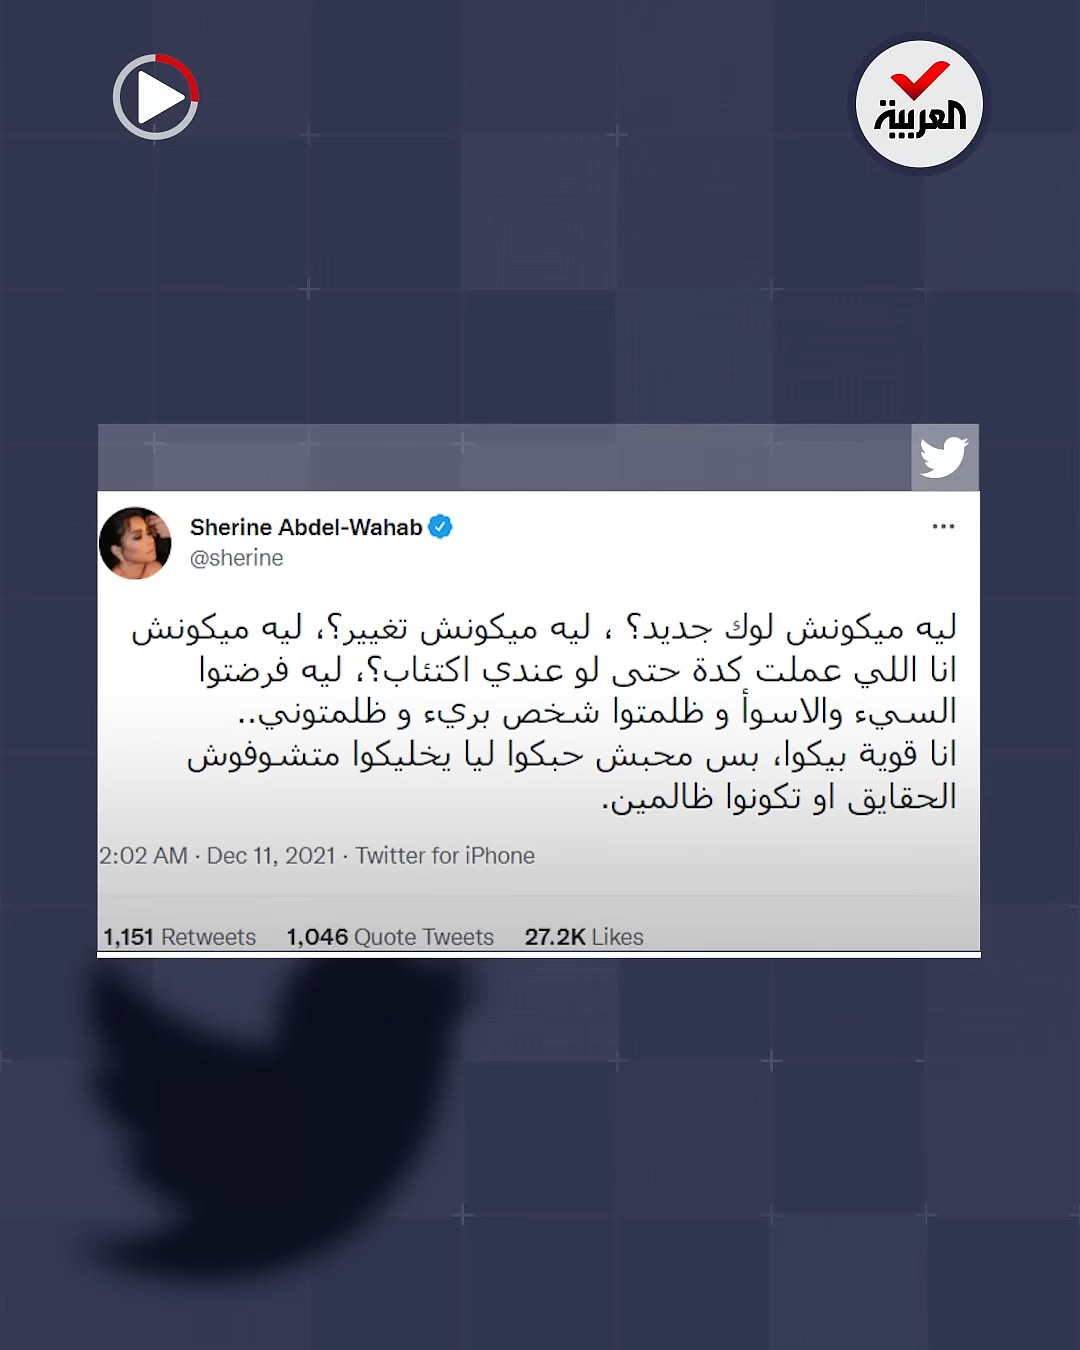 العربية
Sherine Abdel-Wahab
@sherine
ليه ميكونش لوك جديد؟ ، ليه ميكونش تغيير؟، ليه ميكونش
انا اللي عملت كدة حتى لو عندي اكتئاب؟، ليه فرضتوا
السيء والاسوأ و ظلمتوا شخص بريء و ظلمتوني..
انا قوية بيكوا، بس محبش حبكوا ليا يخليكوا متشوفوش
الحقايق او تكونوا ظالمين.
2:02 AM · Dec 11, 2021 · Twitter for iPhone
1,151 Retweets 1,046 Quote Tweets 27.2K Likes